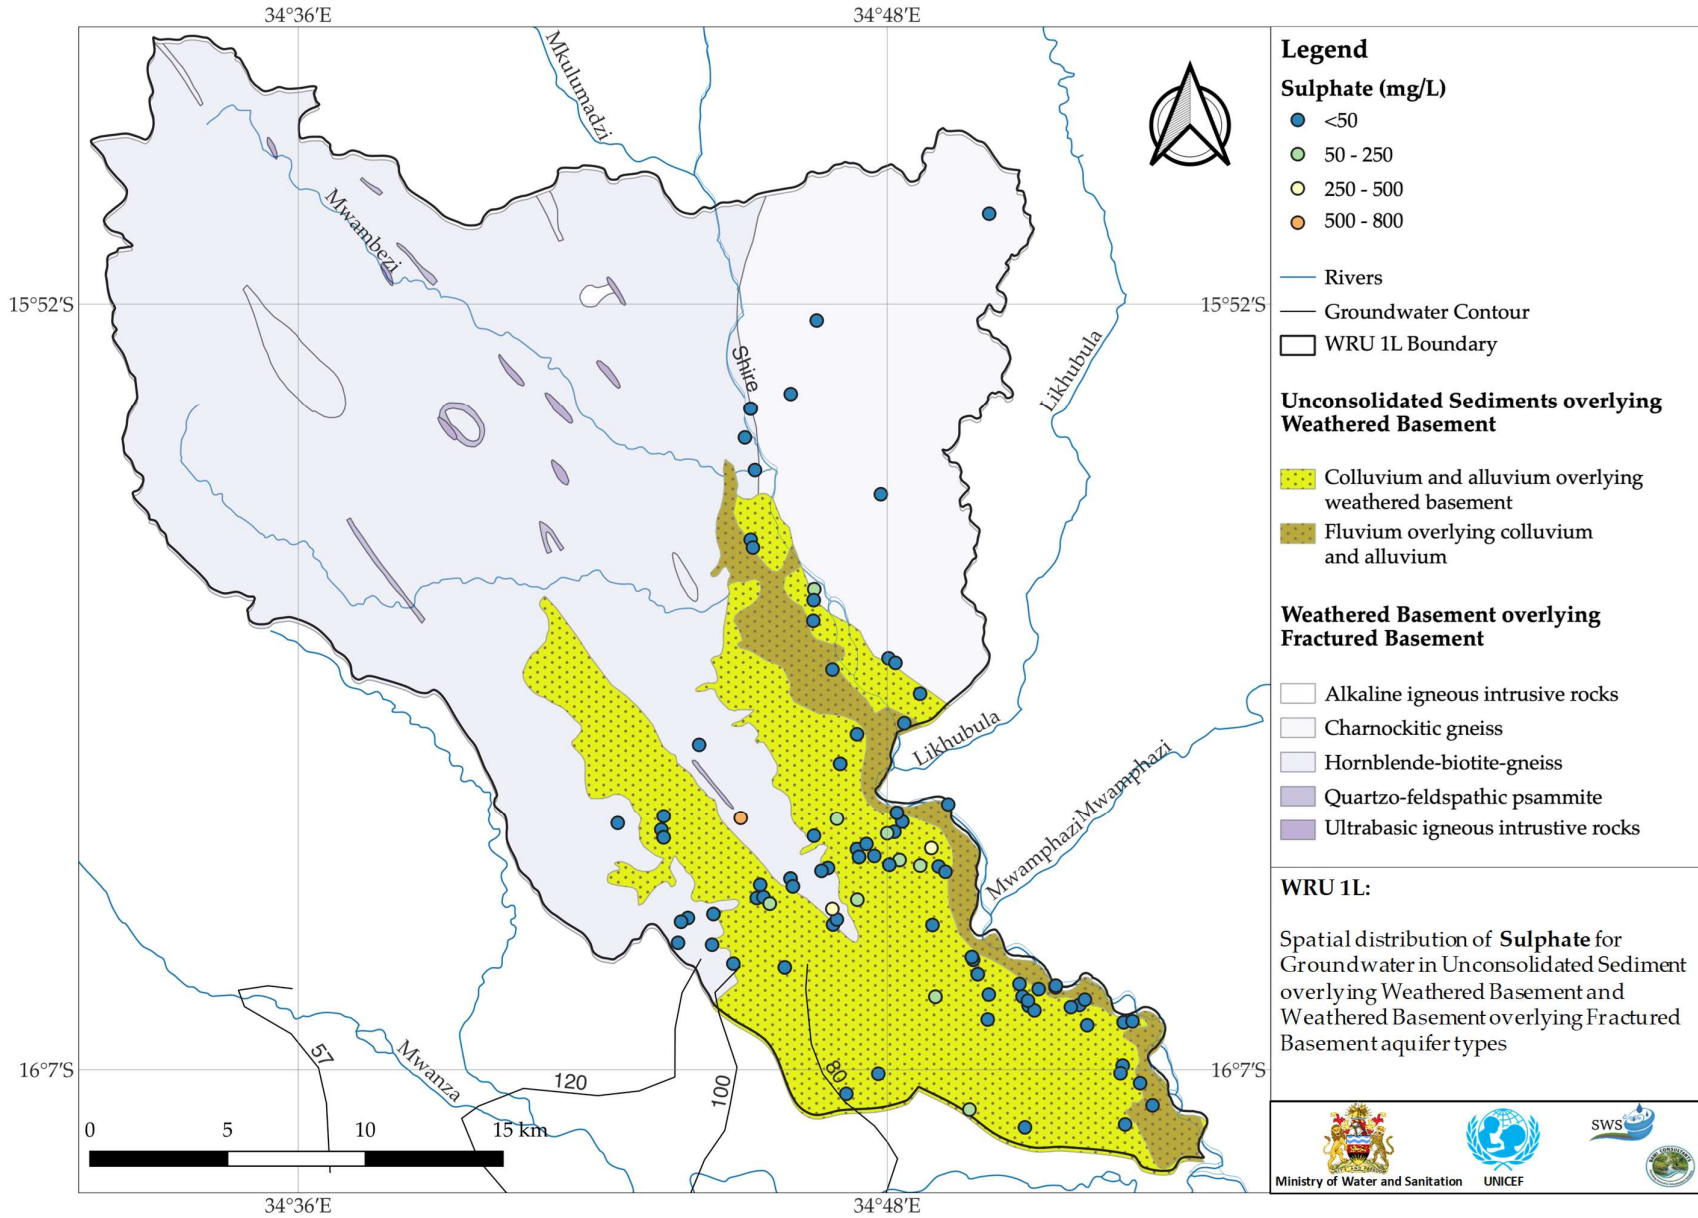 34°36′E
34°48′E
15°52′S
15°52′S
16°7′S
16°7′S
34°36′E
34°48′E
Mkulumadzi
Mwambezi
Shire
Likhubula
Likhubula
Mwamphazi
Mwamphazi
Mwanza
57
120
100
80
0 5 10 15 km
Legend
Sulphate (mg/L)
<50
50 - 250
250 - 500
500 - 800
Rivers
Groundwater Contour
WRU 1L Boundary
Unconsolidated Sediments overlying
Weathered Basement
Colluvium and alluvium overlying
weathered basement
Fluvium overlying colluvium
and alluvium
Weathered Basement overlying
Fractured Basement
Alkaline igneous intrusive rocks
Charnockitic gneiss
Hornblende-biotite-gneiss
Quartzo-feldspathic psammite
Ultrabasic igneous intrustive rocks
WRU 1L:
Spatial distribution of Sulphate for
Groundwater in Unconsolidated Sediment
overlying Weathered Basement and
Weathered Basement overlying Fractured
Basement aquifer types
Ministry of Water and Sanitation
UNICEF
SWS